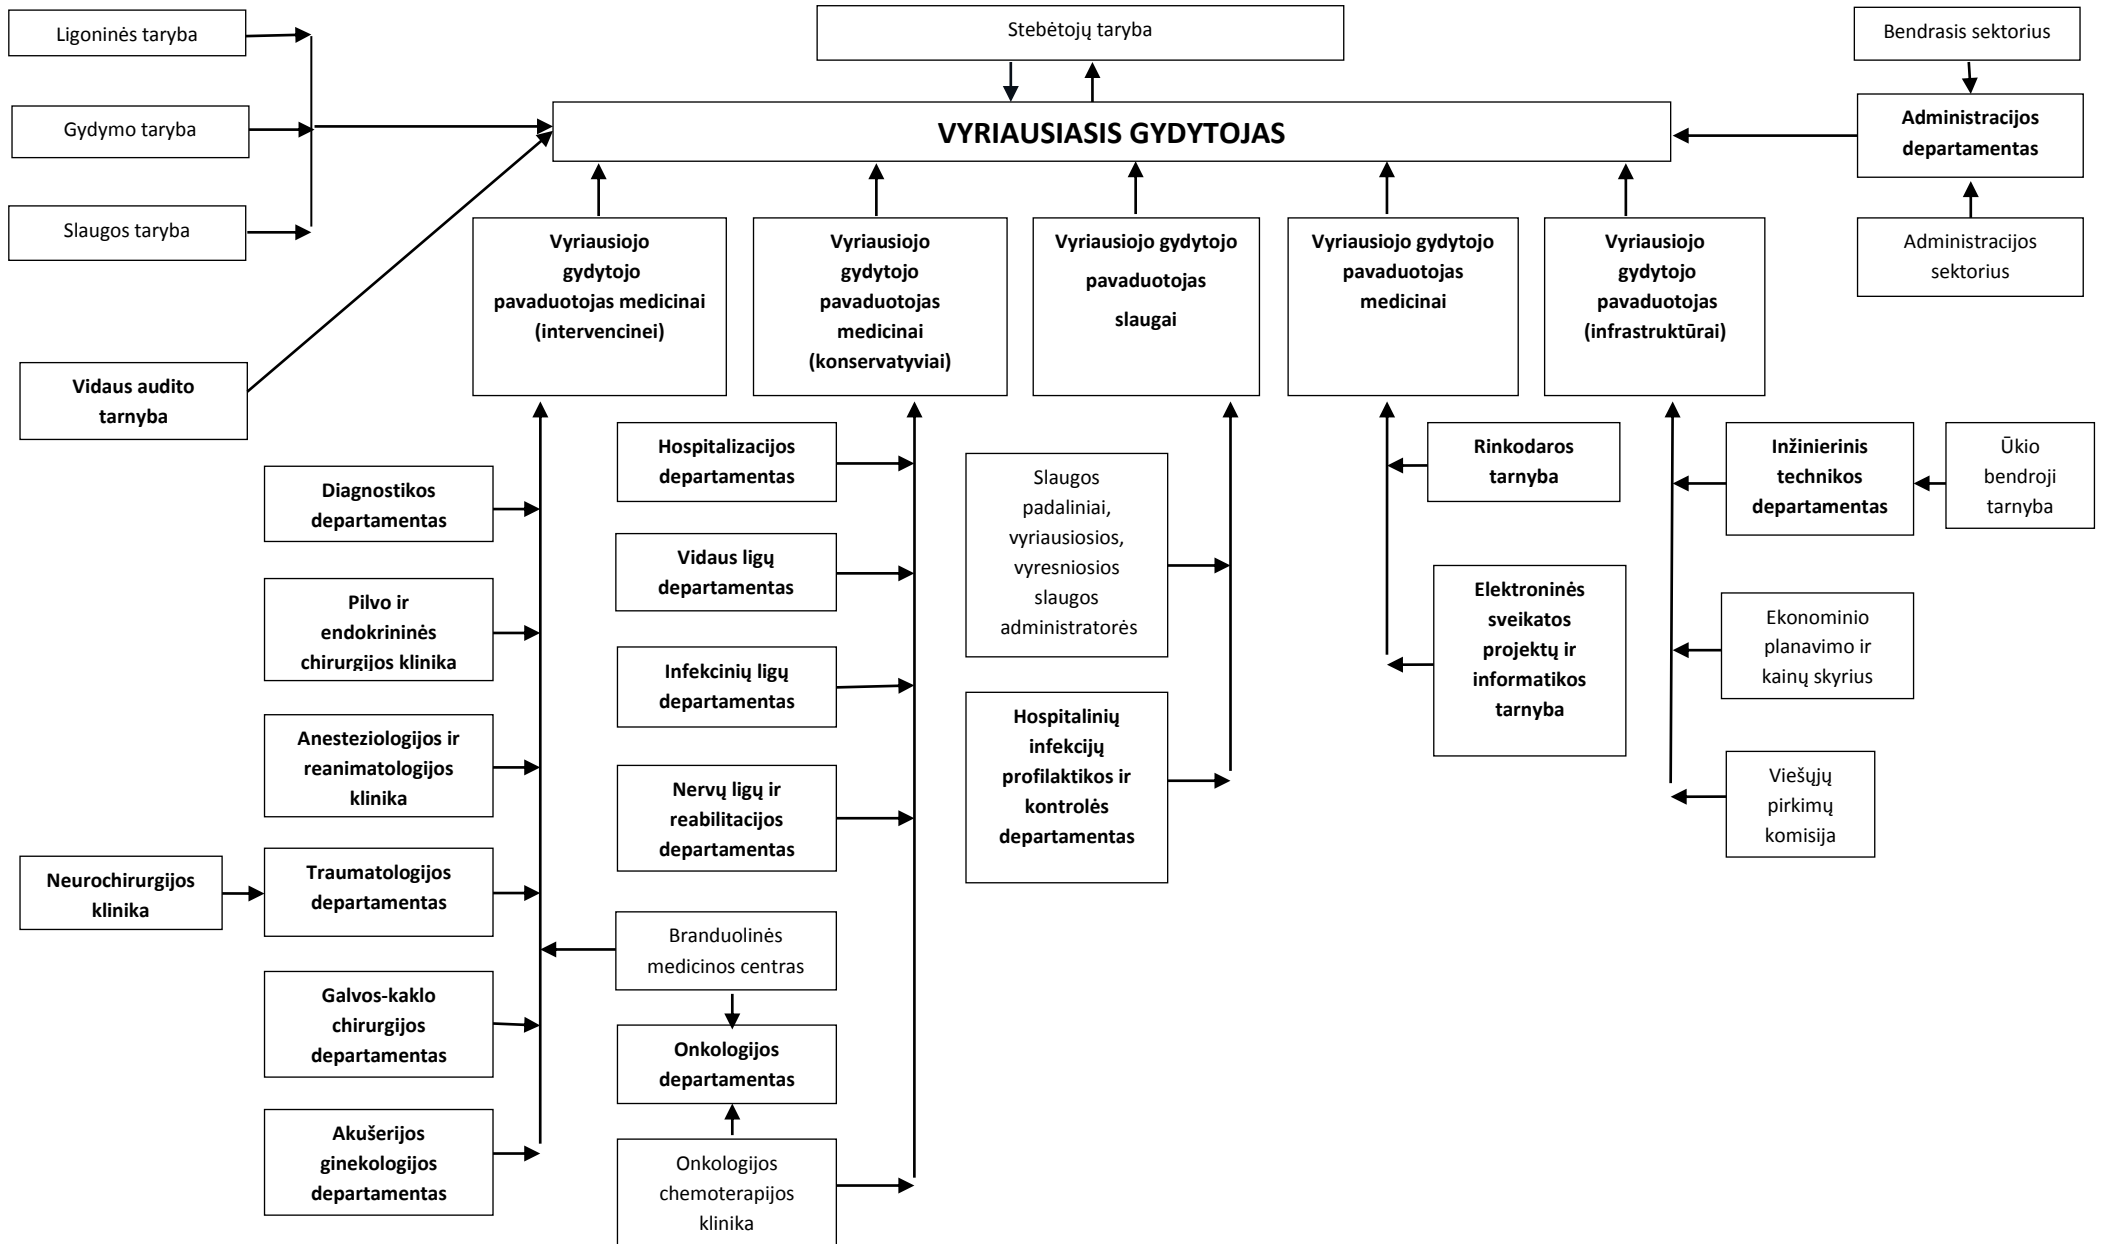 Ligoninės taryba
Stebėtojų taryba
Bendrasis sektorius
Gydymo taryba
VYRIAUSIASIS GYDYTOJAS
Administracijos
departamentas
Slaugos taryba
Administracijos
sektorius
Vyriausiojo
gydytojo
pavaduotojas medicinai
(intervencinei)
Vyriausiojo
gydytojo
pavaduotojas
medicinai
(konservatyviai)
Vyriausiojo gydytojo
pavaduotojas
slaugai
Vyriausiojo gydytojo
pavaduotojas
medicinai
Vyriausiojo
gydytojo
pavaduotojas
(infrastruktūrai)
Vidaus audito
tarnyba
Diagnostikos
departamentas
Pilvo ir
endokrininės
chirurgijos klinika
Anesteziologijos ir
reanimatologijos
klinika
Neurochirurgijos
klinika
Traumatologijos
departamentas
Galvos-kaklo
chirurgijos
departamentas
Akušerijos
ginekologijos
departamentas
Hospitalizacijos
departamentas
Vidaus ligų
departamentas
Infekcinių ligų
departamentas
Nervų ligų ir
reabilitacijos
departamentas
Branduolinės
medicinos centras
Onkologijos
departamentas
Onkologijos
chemoterapijos
klinika
Slaugos
padaliniai,
vyriausiosios,
vyresniosios
slaugos
administratorės
Hospitalinių
infekcijų
profilaktikos ir
kontrolės
departamentas
Rinkodaros
tarnyba
Elektroninės
sveikatos
projektų ir
informatikos
tarnyba
Inžinierinis
technikos
departamentas
Ūkio
bendroji
tarnyba
Ekonominio
planavimo ir
kainų skyrius
Viešųjų
pirkimų
komisija